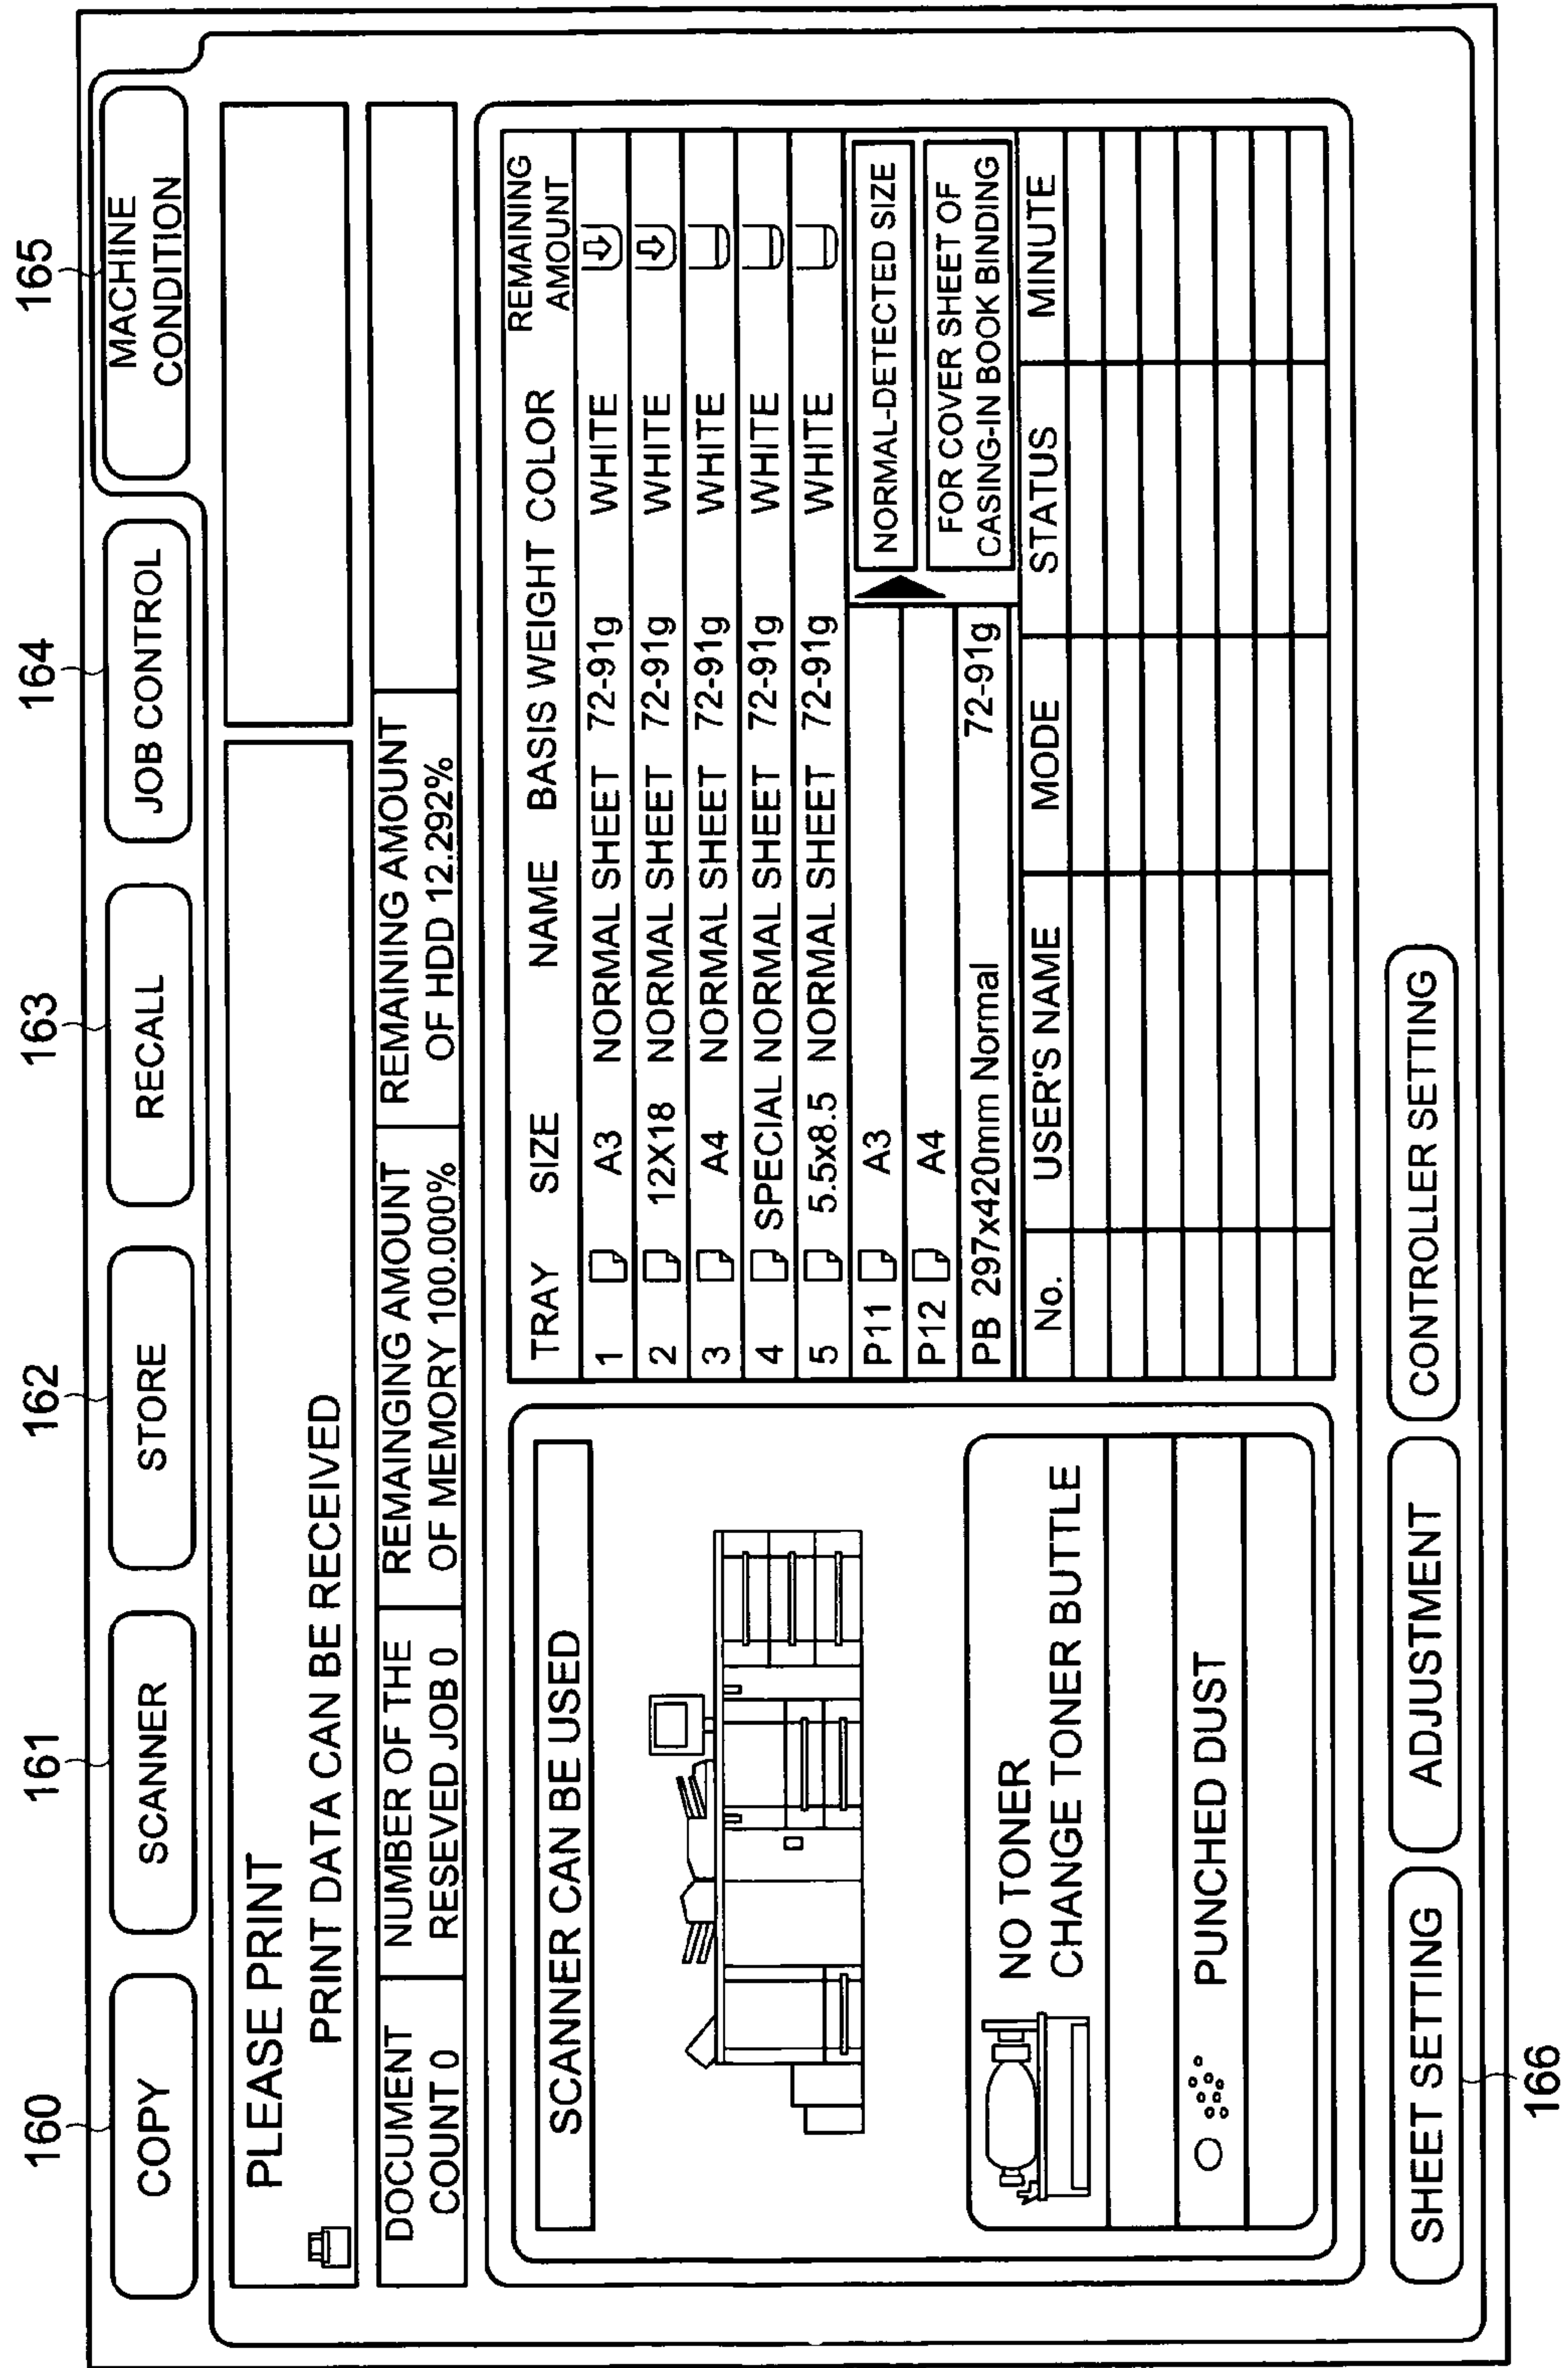 160 161 162 163 164 165
COPY SCANNER STORE RECALL JOB CONTROL MACHINE
CONDITION
PLEASE PRINT
PRINT DATA CAN BE RECEIVED
DOCUMENT NUMBER OF THE REMAINING AMOUNT REMAINING AMOUNT
COUNT 0 RESEVED JOB 0 OF MEMORY 100.000% OF HDD 12.292%
SCANNER CAN BE USED
NO TONER
CHANGE TONER BUTTLE
PUNCHED DUST
TRAY SIZE NAME BASIS WEIGHT COLOR REMAINING
AMOUNT
1 A3 NORMAL SHEET 72-91g WHITE
2 12X18 NORMAL SHEET 72-91g WHITE
3 A4 NORMAL SHEET 72-91g WHITE
4 SPECIAL NORMAL SHEET 72-91g WHITE
5 5.5x8.5 NORMAL SHEET 72-91g WHITE
P11 A3
P12 A4
PB 297x420mm Normal 72-91g
NORMAL-DETECTED SIZE
FOR COVER SHEET OF
CASING-IN BOOK BINDING
No. USER'S NAME MODE STATUS MINUTE
SHEET SETTING ADJUSTMENT CONTROLLER SETTING
166